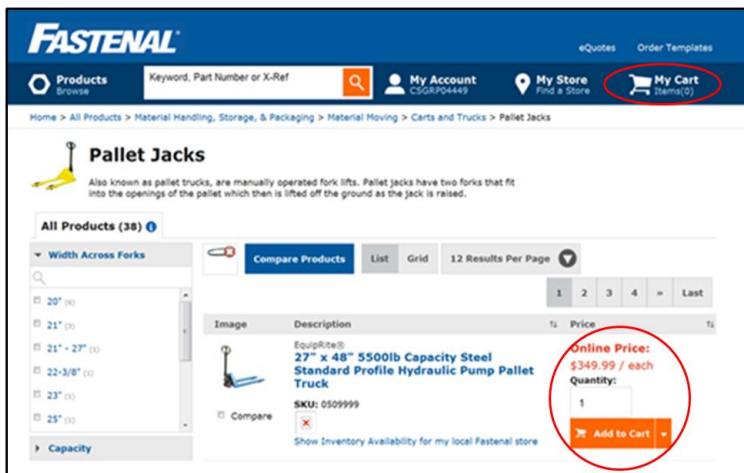 FASTENAL
eQuotes Order Templates
Products
Browse
Keyword, Part Number or X-Ref
My Account
CSGRP04449
My Store
Find a Store
My Cart
Items(0)
Home > All Products > Material Handling, Storage, & Packaging > Material Moving > Carts and Trucks > Pallet Jacks
Pallet Jacks
Also known as pallet trucks, are manually operated fork lifts. Pallet jacks have two forks that fit
into the openings of the pallet which then is lifted off the ground as the jack is raised.
All Products (38)
Width Across Forks
20"
21" (3)
21" - 27" (1)
22-3/8" (1)
23" (1)
25" (1)
Capacity
Compare Products
List Grid
12 Results Per Page
1 2 3 4 » Last
Image Description Price
EquipRite®
27" x 48" 5500lb Capacity Steel
Standard Profile Hydraulic Pump Pallet
Truck
SKU: 0509999
Compare
Show Inventory Availability for my local Fastenal store
Online Price:
$349.99 / each
Quantity:
1
Add to Cart